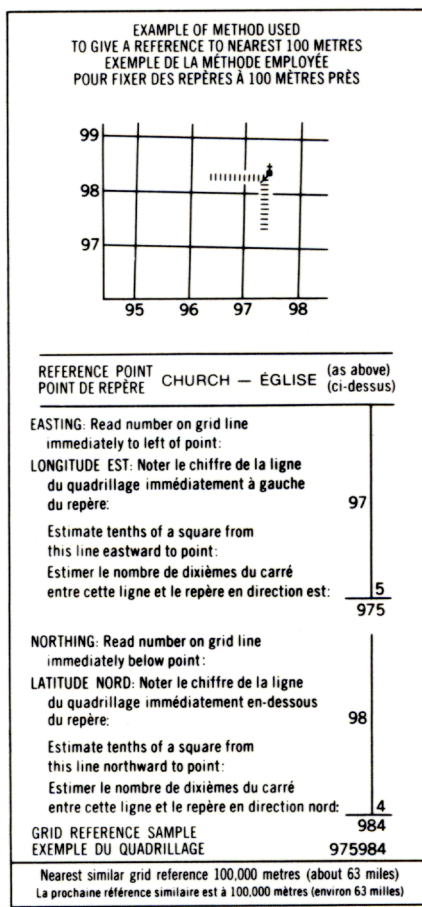 EXAMPLE OF METHOD USED
TO GIVE A REFERENCE TO NEAREST 100 METRES
EXEMPLE DE LA MÉTHODE EMPLOYÉE
POUR FIXER DES REPÈRES À 100 MÈTRES PRÈS
99
98
97
95 96 97 98
REFERENCE POINT
POINT DE REPÈRE CHURCH — ÉGLISE (as above)
(ci-dessus)
EASTING: Read number on grid line
immediately to left of point:
LONGITUDE EST: Noter le chiffre de la ligne
du quadrillage immédiatement à gauche
du repère: 97
Estimate tenths of a square from
this line eastward to point:
Estimer le nombre de dixièmes du carré
entre cette ligne et le repère en direction est: 5
975
NORTHING: Read number on grid line
immediately below point:
LATITUDE NORD: Noter le chiffre de la ligne
du quadrillage immédiatement en-dessous
du repère: 98
Estimate tenths of a square from
this line northward to point:
Estimer le nombre de dixièmes du carré
entre cette ligne et le repère en direction nord: 4
984
GRID REFERENCE SAMPLE
EXEMPLE DU QUADRILLAGE 975984
Nearest similar grid reference 100,000 metres (about 63 miles)
La prochaine référence similaire est à 100,000 mètres (environ 63 milles)